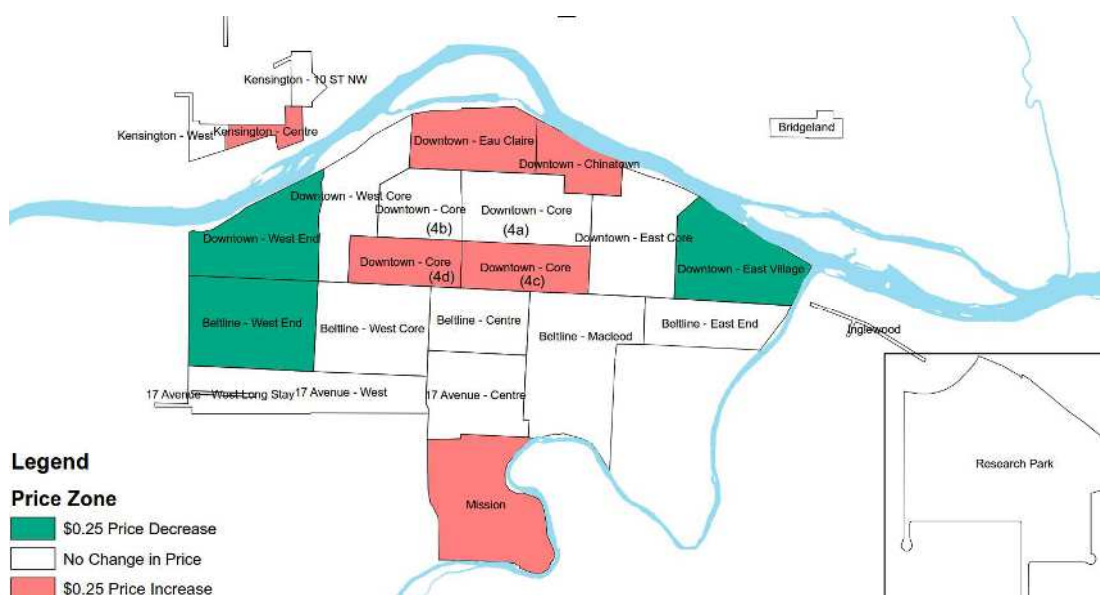 Kensington - 10 ST NW
Kensington - West
Kensington - Centre
Bridgeland
Downtown - Eau Claire
Downtown - Chinatown
Downtown - West Core
Downtown - Core
(4b)
Downtown - Core
(4a)
Downtown - West End
Downtown - East Core
Downtown - Core
(4d)
Downtown - Core
(4c)
Downtown - East Village
Beltline - West End
Beltline - West Core
Beltline - Centre
Beltline - Macleod
Beltline - East End
Inglewood
17 Avenue - West Long Stay
17 Avenue - West
17 Avenue - Centre
Mission
Research Park
Legend
Price Zone
$0.25 Price Decrease
No Change in Price
$0.25 Price Increase